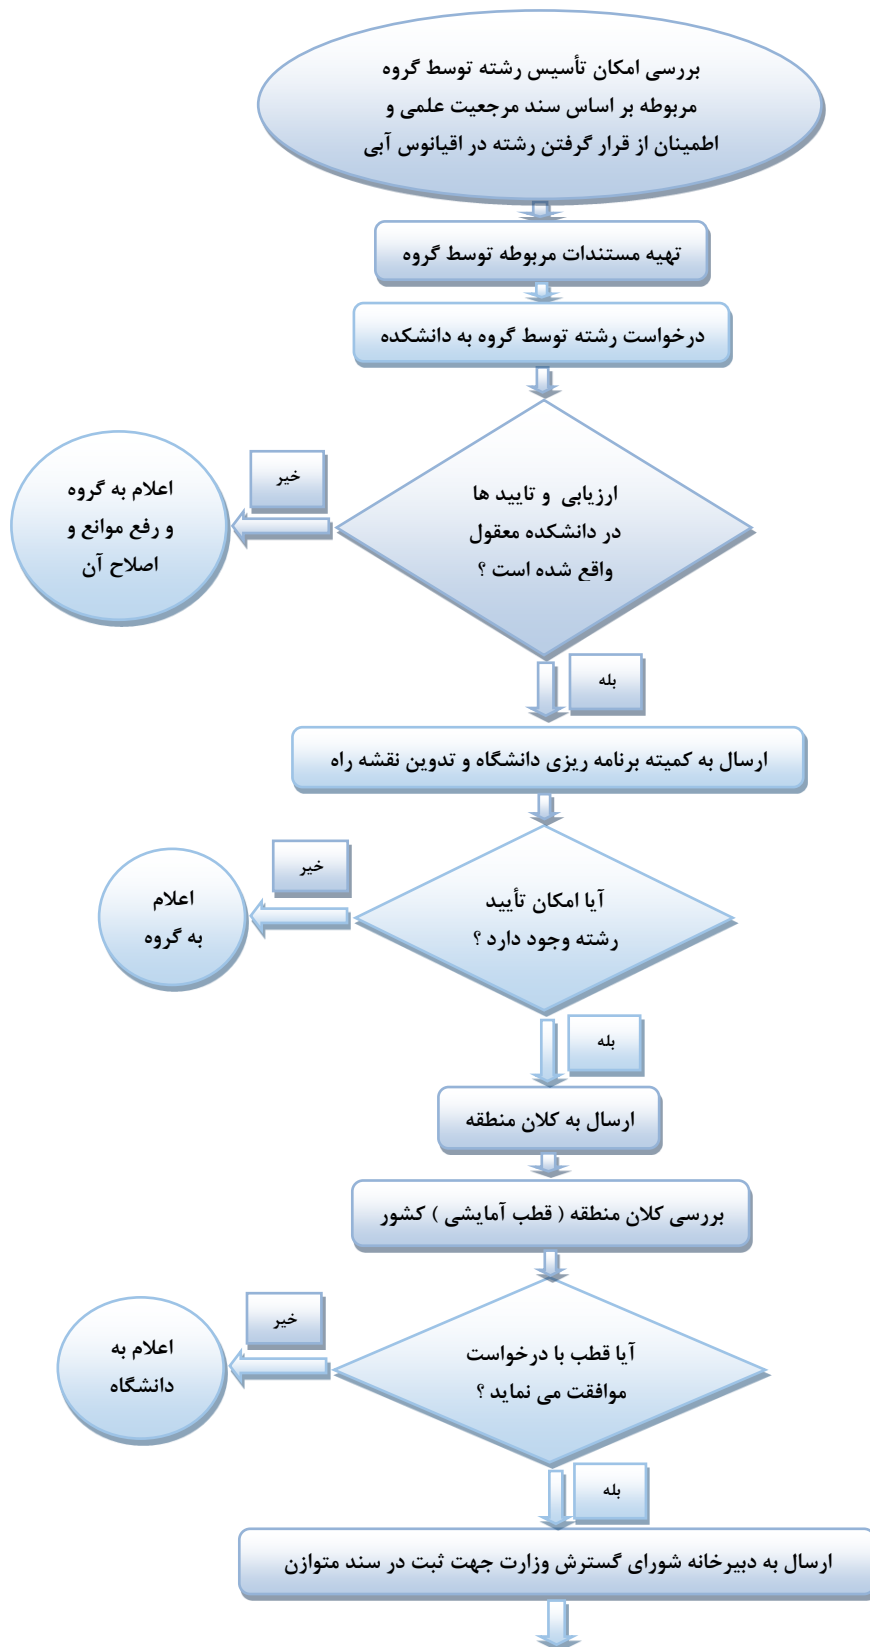 بررسی امکان تأسیس رشته توسط گروه
مربوطه بر اساس سند مرجعیت علمی و
اطمینان از قرار گرفتن رشته در اقیانوس آبی
تهیه مستندات مربوطه توسط گروه
درخواست رشته توسط گروه به دانشکده
ارزیابی و تایید ها
در دانشکده معقول
واقع شده است ؟
خیر
اعلام به گروه
و رفع موانع و
اصلاح آن
بله
ارسال به کمیته برنامه ریزی دانشگاه و تدوین نقشه راه
آیا امکان تأیید
رشته وجود دارد ؟
خیر
اعلام
به گروه
بله
ارسال به کلان منطقه
بررسی کلان منطقه ( قطب آمایشی ) کشور
آیا قطب با درخواست
موافقت می نماید ؟
خیر
اعلام به
دانشگاه
بله
ارسال به دبیرخانه شورای گسترش وزارت جهت ثبت در سند متوازن